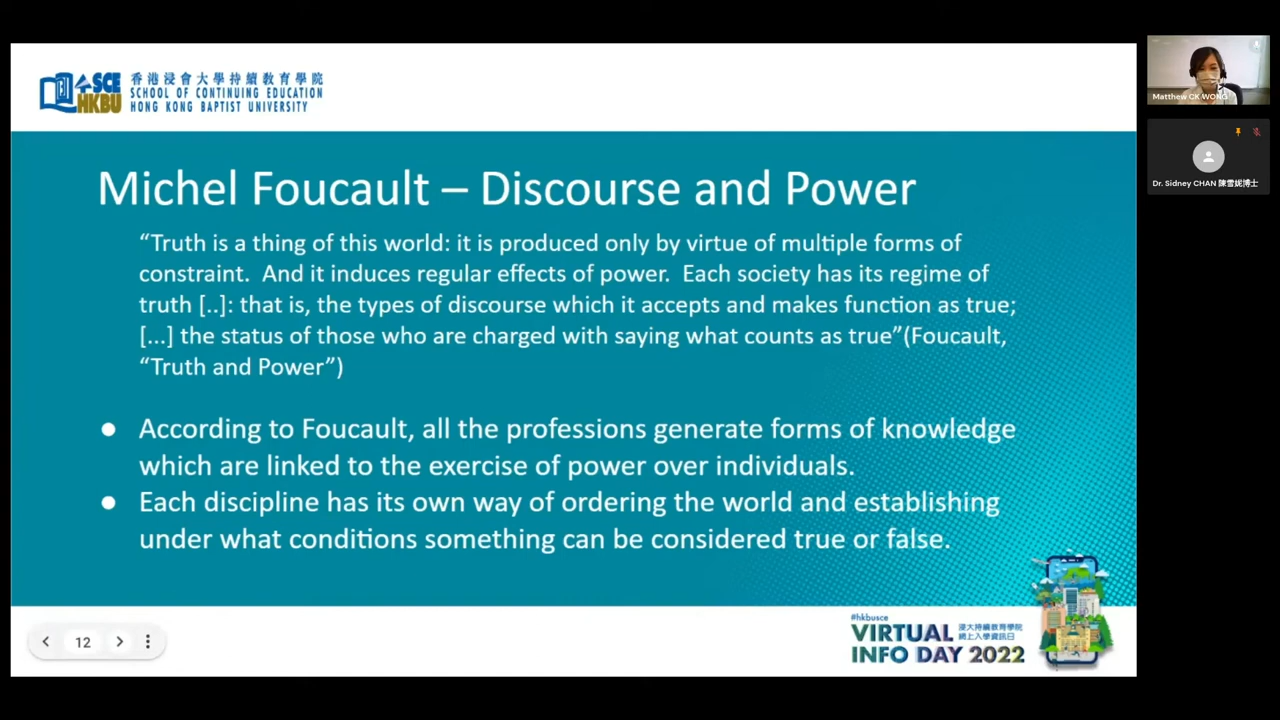 SCE
HKBU
香港浸會大學持續教育學院
SCHOOL OF CONTINUING EDUCATION
HONG KONG BAPTIST UNIVERSITY
Michel Foucault – Discourse and Power
“Truth is a thing of this world: it is produced only by virtue of multiple forms of
constraint.  And it induces regular effects of power.  Each society has its regime of
truth [..]: that is, the types of discourse which it accepts and makes function as true;
[...] the status of those who are charged with saying what counts as true”(Foucault,
“Truth and Power”)
● According to Foucault, all the professions generate forms of knowledge
which are linked to the exercise of power over individuals.
● Each discipline has its own way of ordering the world and establishing
under what conditions something can be considered true or false.
12
#hkbusce
VIRTUAL 浸大持續教育學院
網上入學資訊日
INFO DAY 2022
Matthew CK WONG
Dr. Sidney CHAN 陳雪妮博士